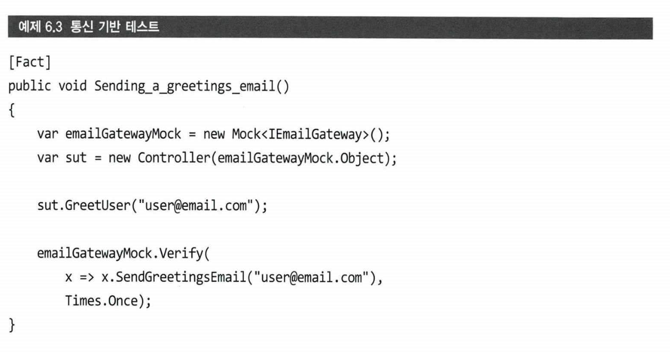 예제 6.3 통신 기반 테스트
[Fact]
public void Sending_a_greetings_email()
{
    var emailGatewayMock = new Mock<IEmailGateway>();
    var sut = new Controller(emailGatewayMock.Object);

    sut.GreetUser("user@email.com");

    emailGatewayMock.Verify(
        x => x.SendGreetingsEmail("user@email.com"),
        Times.Once);
}